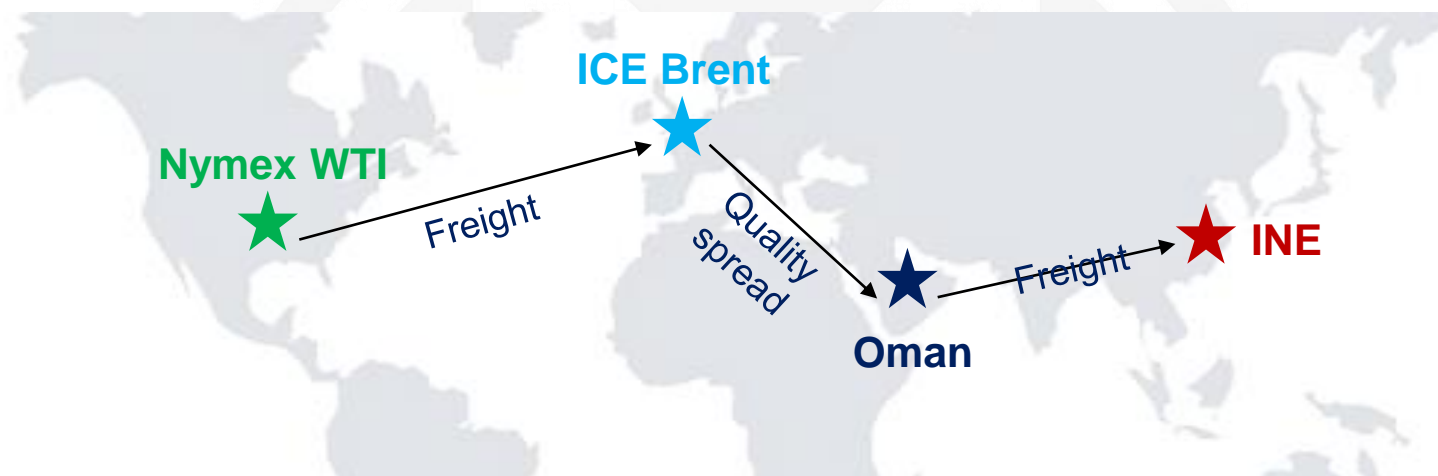 ICE Brent
Nymex WTI
Freight
Quality
spread
Freight
INE
Oman